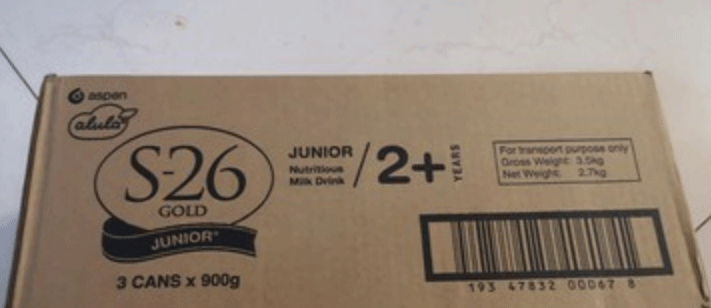 aspen
alula
S-26
GOLD
JUNIOR®
3 CANS x 900g
JUNIOR
Nutritious
Milk Drink
2+
YEARS
For transport purpose only
Gross Weight: 3.5kg
Net Weight: 2.7kg
193 47832 00067 8